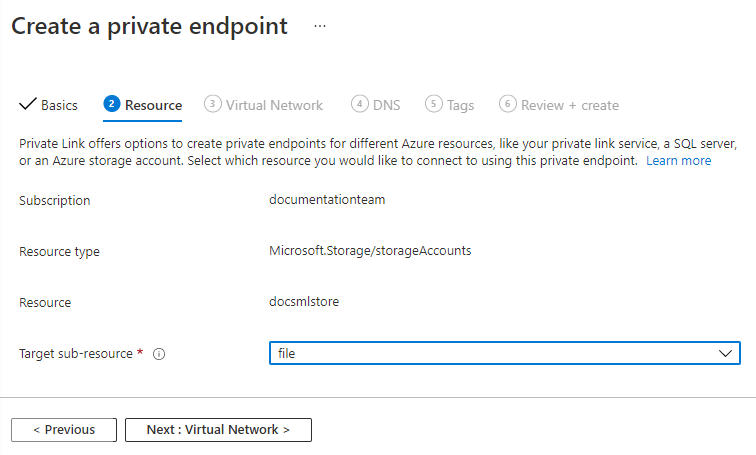 Create a private endpoint ...
Basics 2 Resource 3 Virtual Network 4 DNS 5 Tags 6 Review + create
Private Link offers options to create private endpoints for different Azure resources, like your private link service, a SQL server,
or an Azure storage account. Select which resource you would like to connect to using this private endpoint. Learn more
Subscription documentationteam
Resource type Microsoft.Storage/storageAccounts
Resource docsmlstore
Target sub-resource * file
< Previous Next : Virtual Network >